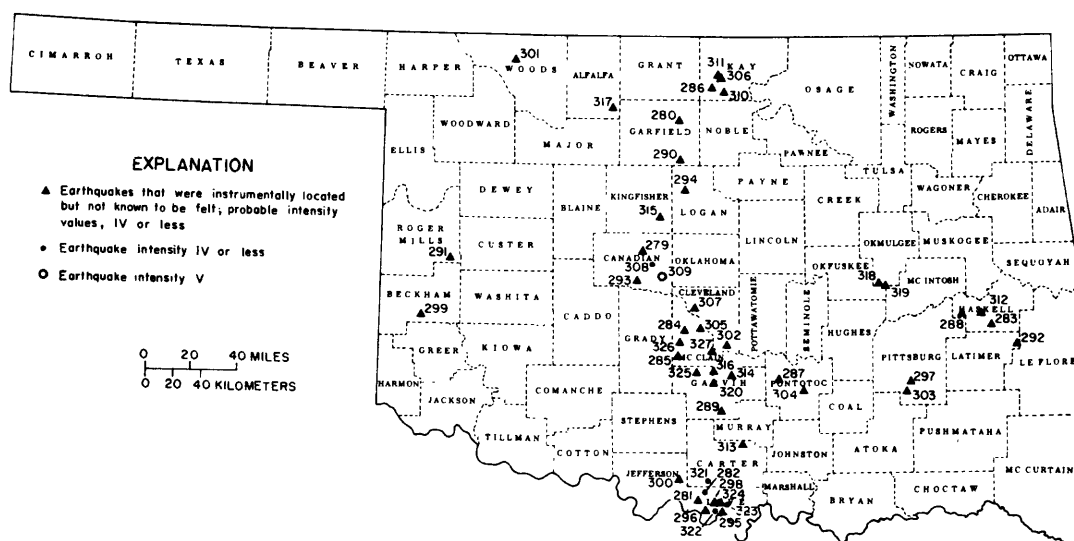 CIMARROH
TEXAS
BEAVER
HARPER
301
WOODS
ALFALFA
317
GRANT
311
KAY
306
286
310
OSAGE
WASHINGTON
NOWATA
CRAIG
OTTAWA
DELAWARE
WOODWARD
MAJOR
280
GARFIELD
290
NOBLE
PAWNEE
ROGERS
MAYES
ELLIS
DEWEY
BLAINE
294
KINGFISHER
315
LOGAN
PAYNE
CREEK
TULSA
WAGONER
CHEROKEE
ADAIR
EXPLANATION
Earthquakes that were instrumentally located
but not known to be felt; probable intensity
values, IV or less
Earthquake intensity IV or less
Earthquake intensity V
ROGER
MILLS
291
CUSTER
279
CANADIAN
308
309
293
OKLAHOMA
LINCOLN
OKMULGEE
MUSKOGEE
SEQUOYAH
OKFUSKEE
318
319
MCINTOSH
BECKHAM
299
WASHITA
CADDO
CLEVELAND
307
POTTAWATOMIE
SEMINOLE
HUGHES
HASKELL
312
288
283
292
0 20 40 MILES
0 20 40
KILOMETERS
GREER
KIOWA
GRADY
284
305
302
326
327
285
MC CLAIN
316
325
314
GARVIN
320
287
PONTOTOC
304
PITTSBURG
LATIMER
LE FLORE
297
303
HARMON
JACKSON
COMANCHE
289
COAL
STEPHENS
MURRAY
313
TILLMAN
COTTON
JOHNSTON
ATOKA
PUSHMATAHA
MC CURTAIN
JEFFERSON
300
CARTER
321
282
298
324
281
MARSHALL
BRYAN
CHOCTAW
296
322
323
295